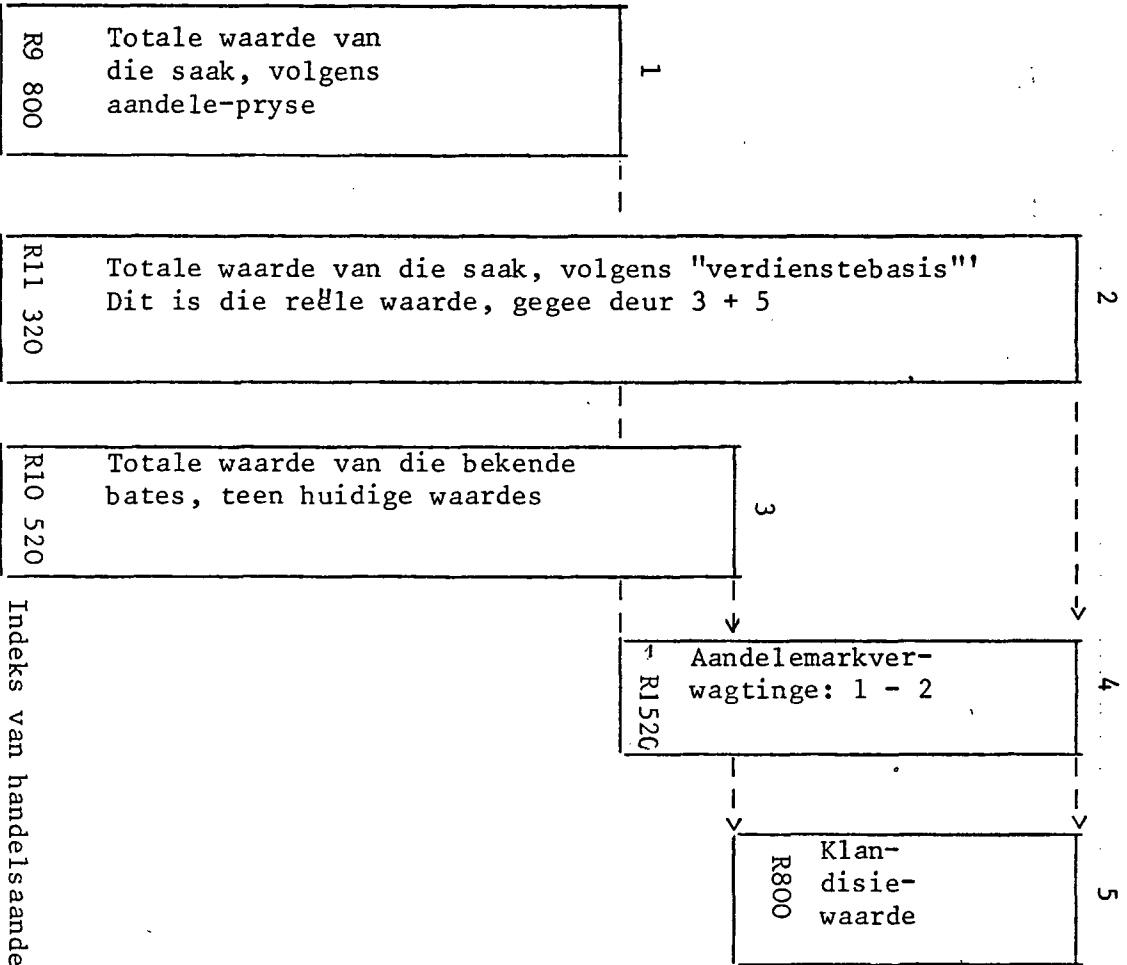 R9 800
Totale waarde van
die saak, volgens
aandele-pryse
1
R11 320
Totale waarde van die saak, volgens "verdienstebasis"'
Dit is die reële waarde, gegee deur 3 + 5
2
R10 520
Totale waarde van die bekende
bates, teen huidige waardes
3
R1520
Aandelemarkver-
wagtinge: 1 - 2
4
R800
Klan-
disie-
waarde
5
Indeks van handelsaande